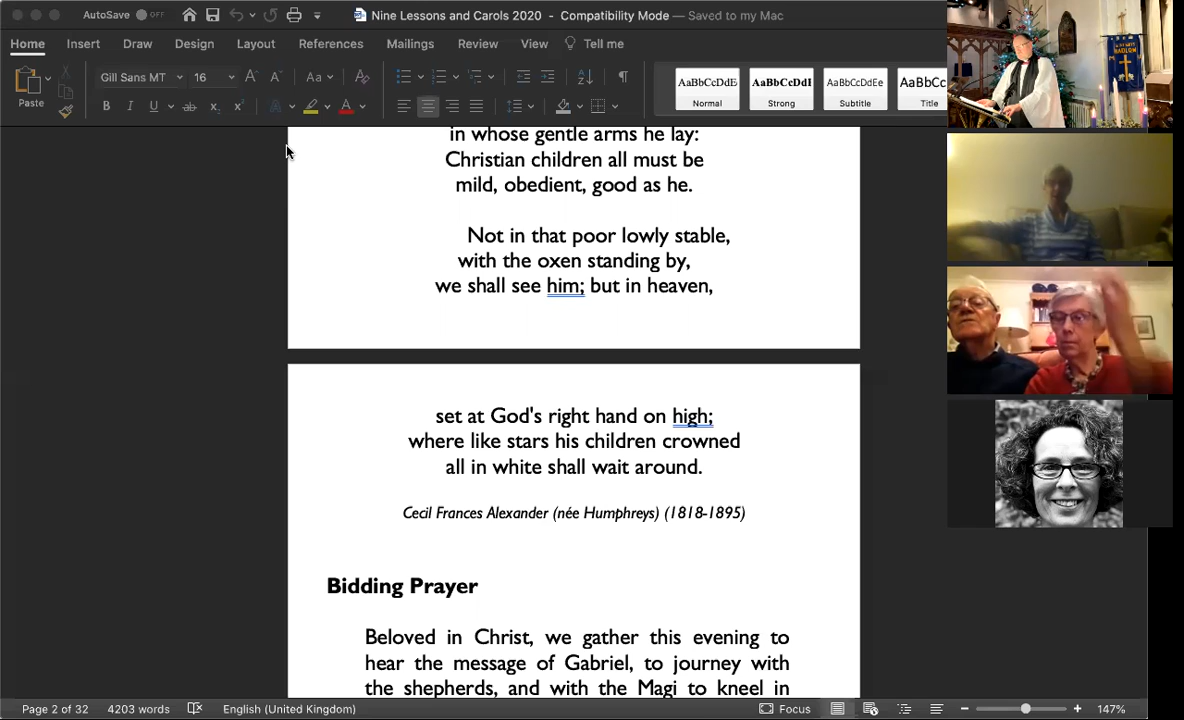 AutoSave OFF Nine Lessons and Carols 2020 - Compatibility Mode — Saved to my Mac
Home Insert Draw Design Layout References Mailings Review View Tell me
Paste Gill Sans MT 16 A A Aa A AaBbCcDdE AaBbCcDdI AaBbCcDdEe AaBbCcD
B I U ab x x A A Normal Strong Subtitle Title
in whose gentle arms he lay:
Christian children all must be
mild, obedient, good as he.
Not in that poor lowly stable,
with the oxen standing by,
we shall see him; but in heaven,
set at God's right hand on high;
where like stars his children crowned
all in white shall wait around.
Cecil Frances Alexander (née Humphreys) (1818-1895)
Bidding Prayer
Beloved in Christ, we gather this evening to
hear the message of Gabriel, to journey with
the shepherds, and with the Magi to kneel in
Page 2 of 32 4203 words English (United Kingdom) Focus 147%